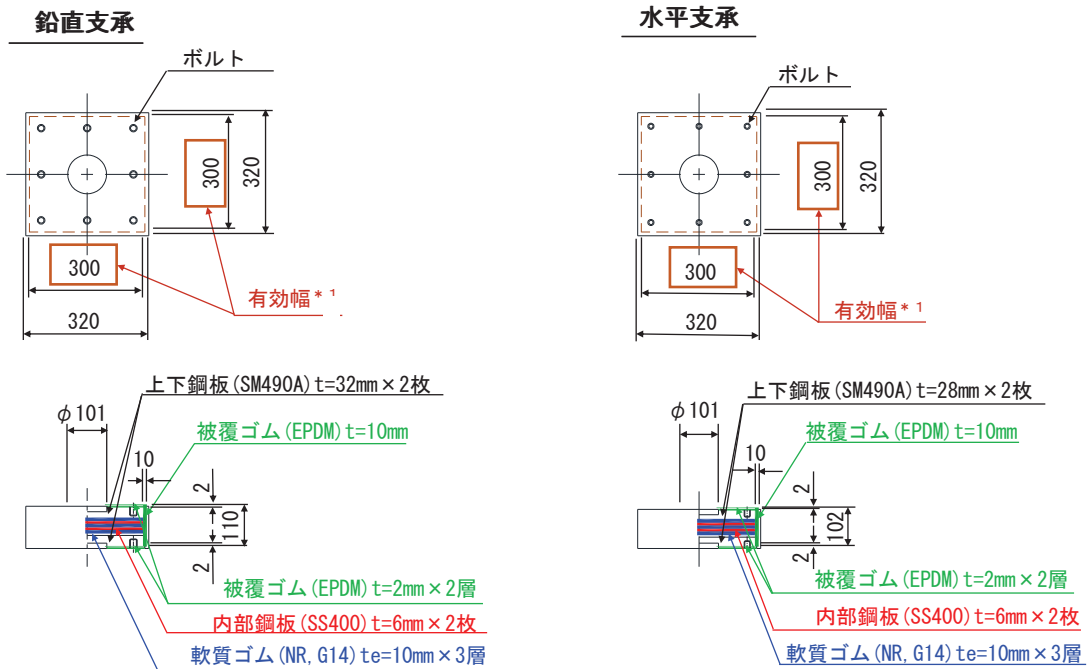 鉛直支承
ボルト
300
320
300
有効幅*¹
320
上下鋼板(SM490A)t=32mm×2枚
φ101
被覆ゴム(EPDM)t=10mm
10
2
110
2
被覆ゴム(EPDM)t=2mm×2層
内部鋼板(SS400)t=6mm×2枚
軟質ゴム(NR,G14)te=10mm×3層
水平支承
ボルト
300
320
300
有効幅*¹
320
上下鋼板(SM490A)t=28mm×2枚
φ101
被覆ゴム(EPDM)t=10mm
10
2
102
2
被覆ゴム(EPDM)t=2mm×2層
内部鋼板(SS400)t=6mm×2枚
軟質ゴム(NR,G14)te=10mm×3層